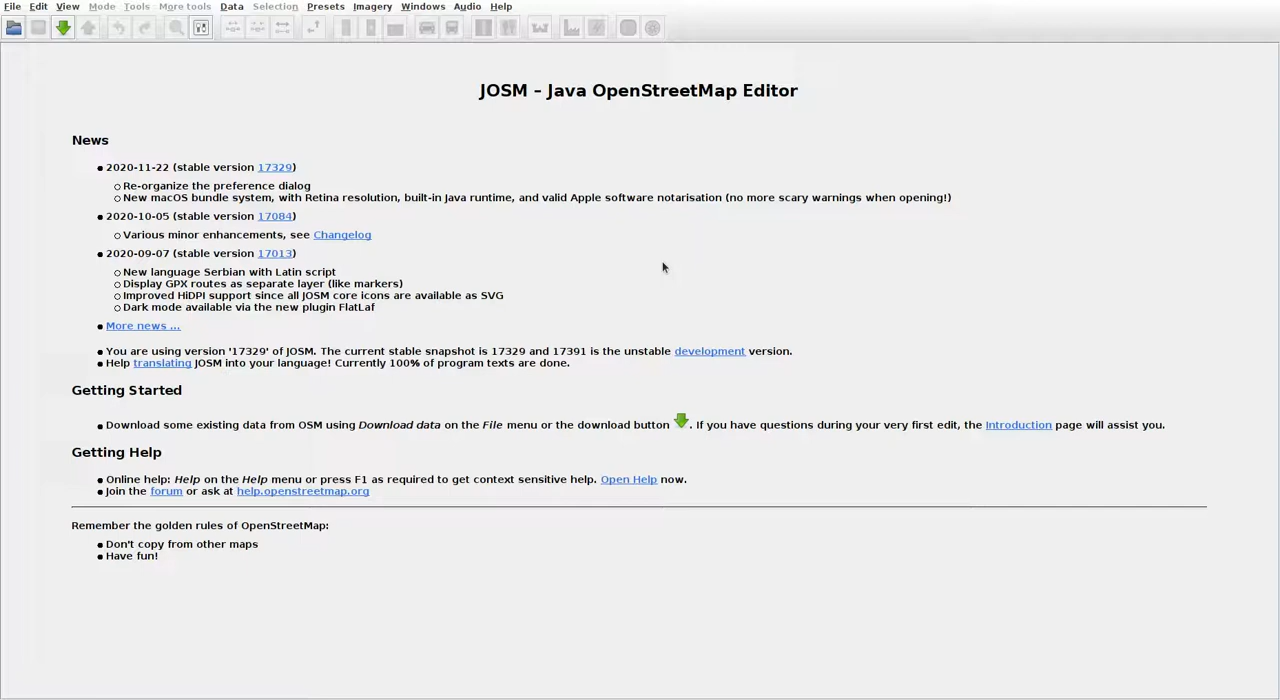 File Edit View Mode Tools More tools Data Selection Presets Imagery Windows Audio Help
JOSM – Java OpenStreetMap Editor
News
2020-11-22 (stable version 17329)
Re-organize the preference dialog
New macOS bundle system, with Retina resolution, built-in Java runtime, and valid Apple software notarisation (no more scary warnings when opening!)
2020-10-05 (stable version 17084)
Various minor enhancements, see Changelog
2020-09-07 (stable version 17013)
New language Serbian with Latin script
Display GPX routes as separate layer (like markers)
Improved HiDPI support since all JOSM core icons are available as SVG
Dark mode available via the new plugin FlatLaf
More news ...
You are using version '17329' of JOSM. The current stable snapshot is 17329 and 17391 is the unstable development version.
Help translating JOSM into your language! Currently 100% of program texts are done.
Getting Started
Download some existing data from OSM using Download data on the File menu or the download button . If you have questions during your very first edit, the Introduction page will assist you.
Getting Help
Online help: Help on the Help menu or press F1 as required to get context sensitive help. Open Help now.
Join the forum or ask at help.openstreetmap.org
Remember the golden rules of OpenStreetMap:
Don't copy from other maps
Have fun!